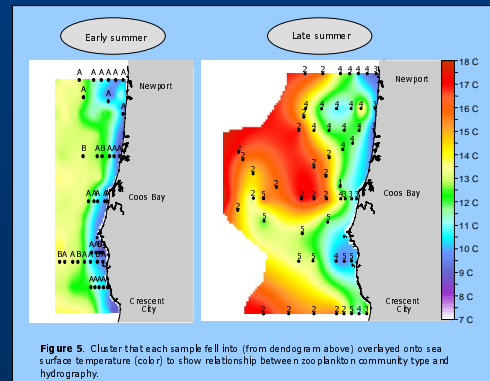 Early summer
Late summer
Newport
Coos Bay
Crescent
City
Newport
Coos Bay
Crescent
City
18 C
17 C
16 C
15 C
14 C
13 C
12 C
11 C
10 C
9 C
8 C
7 C
Figure 5. Cluster that each sample fell into (from dendogram above) overlayed onto sea
surface temperature (color) to show relationship between zooplankton community type and
hydrography.